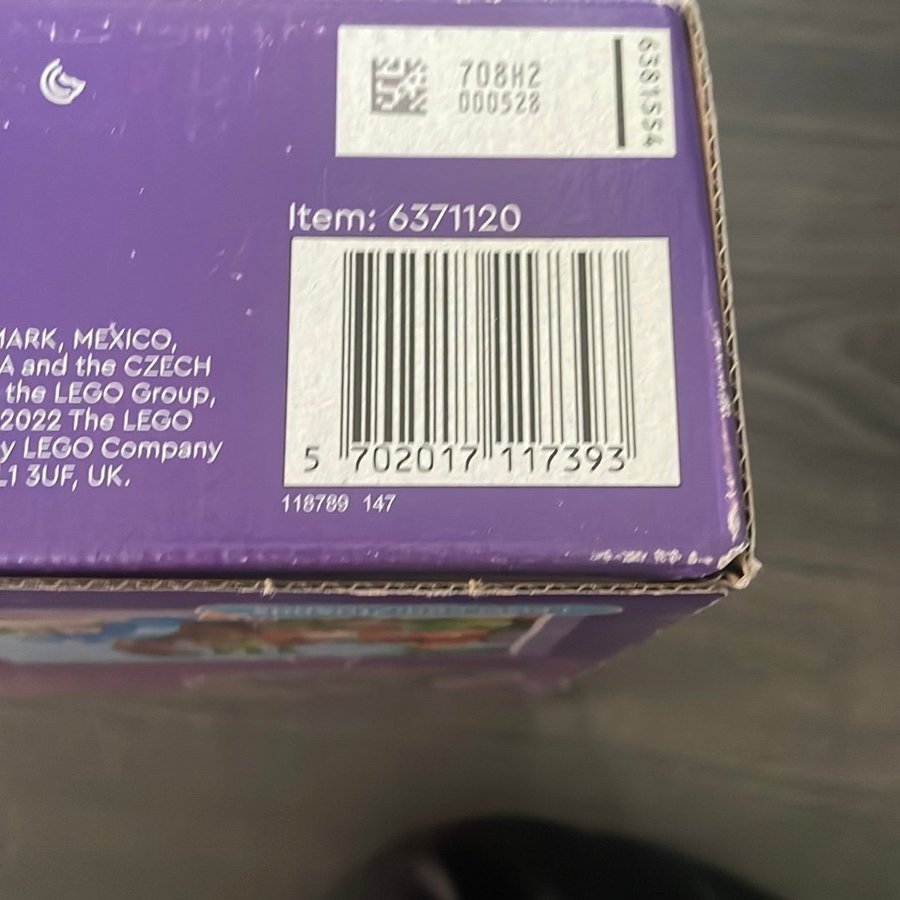 708H2
000528
6381554
Item: 6371120
5 702017 117393
118789 147
MARK, MEXICO,
A and the CZECH
the LEGO Group,
2022 The LEGO
y LEGO Company
L1 3UF, UK.